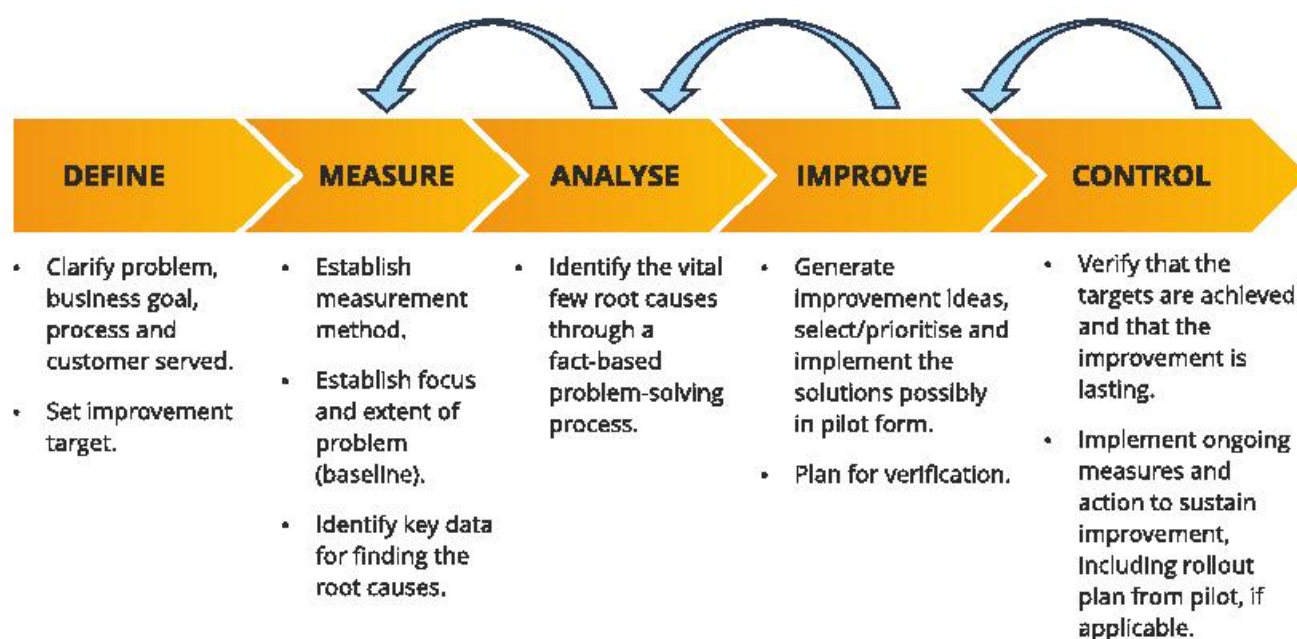 DEFINE
MEASURE
ANALYSE
IMPROVE
CONTROL
• Clarify problem,
business goal,
process and
customer served.
• Set improvement
target.
• Establish
measurement
method.
• Establish focus
and extent of
problem
(baseline).
• Identify key data
for finding the
root causes.
• Identify the vital
few root causes
through a
fact-based
problem-solving
process.
• Generate
improvement ideas,
select/prioritise and
implement the
solutions possibly
in pilot form.
• Plan for verification.
• Verify that the
targets are achieved
and that the
improvement is
lasting.
• Implement ongoing
measures and
action to sustain
improvement,
including rollout
plan from pilot, if
applicable.